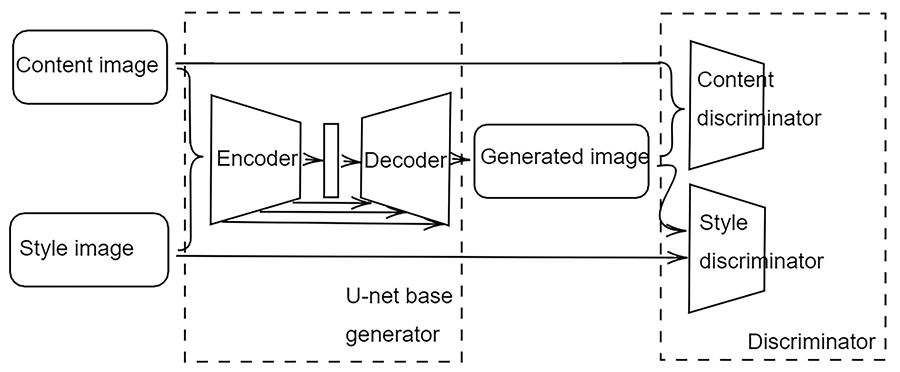 Content image
Style image
Encoder
Decoder
U-net base
generator
Generated image
Content
discriminator
Style
discriminator
Discriminator